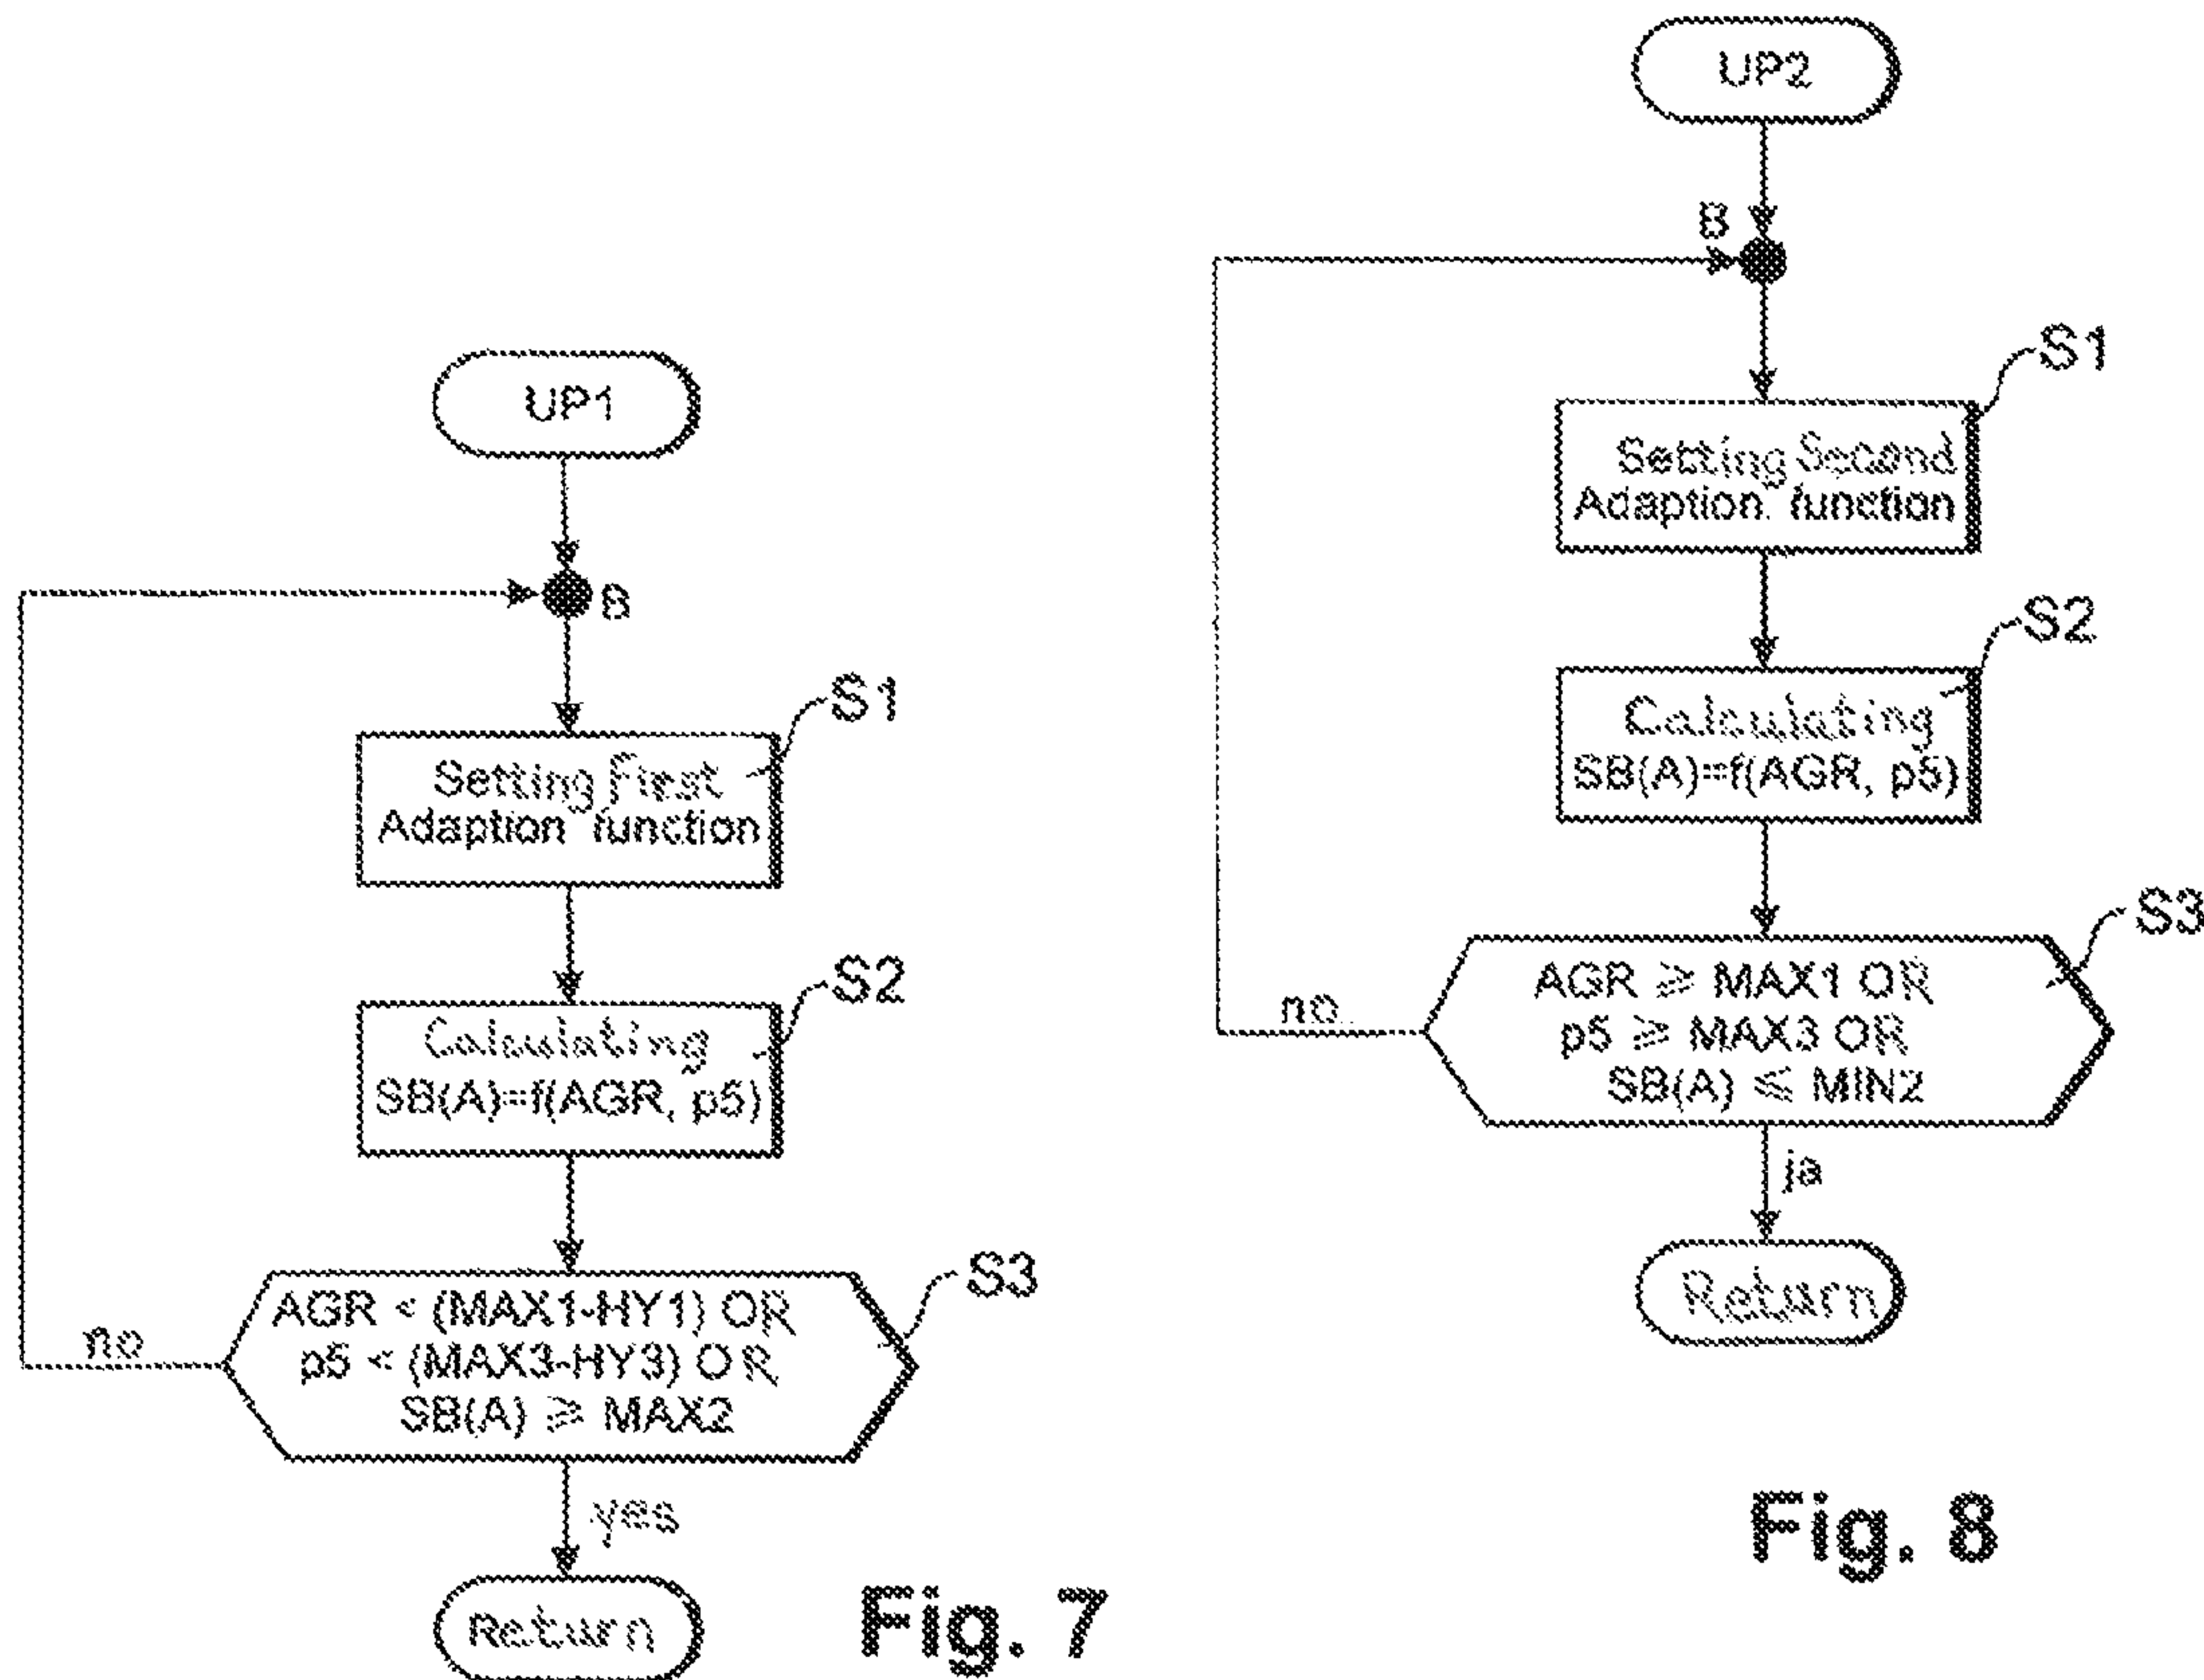 UP1
B
S1
Setting First
Adaption function
S2
Calculating
SB(A)=f(AGR, p5)
S3
AGR < (MAX1-HY1) OR
p5 < (MAX3-HY3) OR
SB(A) ⩾ MAX2
no
yes
Return
Fig. 7
UP2
B
S1
Setting Second
Adaption. function
S2
Calculating
SB(A)=f(AGR, p5)
S3
AGR ⩾ MAX1 OR
p5 ⩾ MAX3 OR
SB(A) ⩽ MIN2
no
ja
Return
Fig. 8